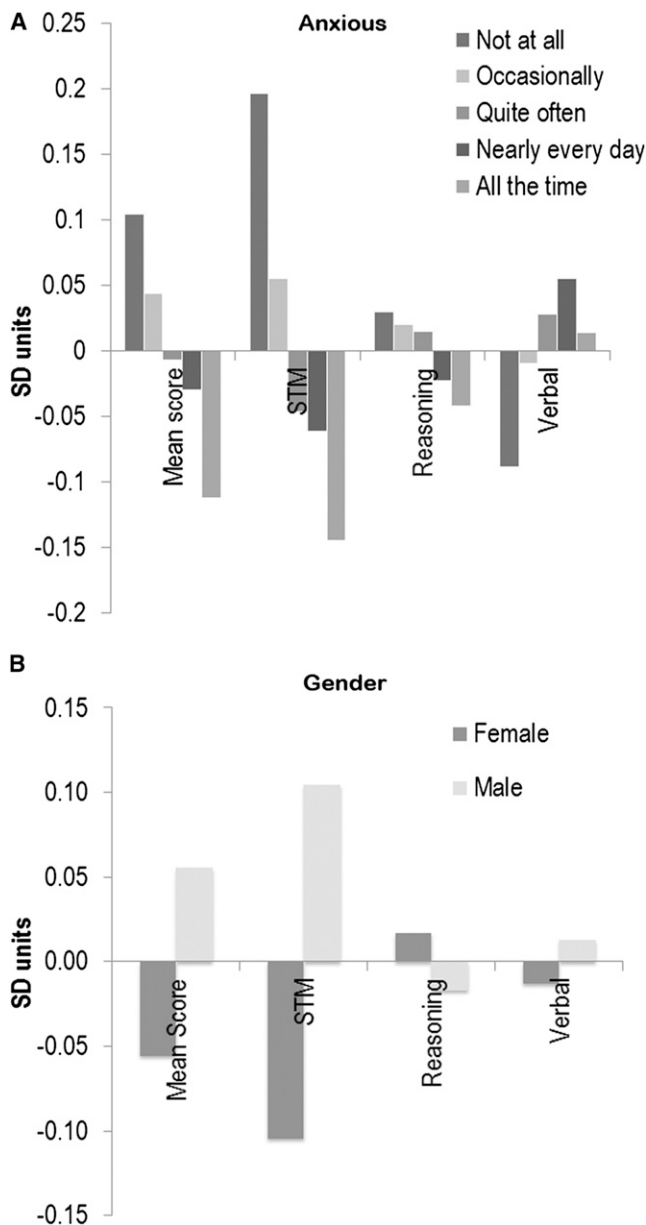 A
Anxious
0.25
0.2
0.15
0.1
0.05
0
-0.05
-0.1
-0.15
-0.2
SD units
Not at all
Occasionally
Quite often
Nearly every day
All the time
Mean score
STM
Reasoning
Verbal
B
Gender
0.15
0.10
0.05
0.00
-0.05
-0.10
-0.15
SD units
Female
Male
Mean Score
STM
Reasoning
Verbal